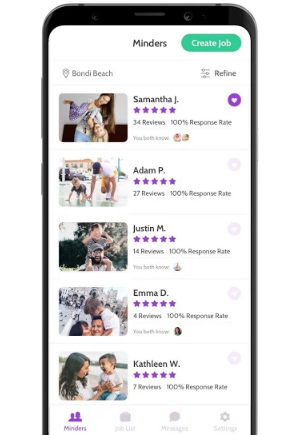 Minders
Create Job
Bondi Beach
Refine
Samantha J.
34 Reviews · 100% Response Rate
You both know:
Adam P.
27 Reviews · 100% Response Rate
Justin M.
14 Reviews · 100% Response Rate
You both know:
Emma D.
4 Reviews · 100% Response Rate
You both know:
Kathleen W.
7 Reviews · 100% Response Rate
Minders
Job List
Messages
Settings